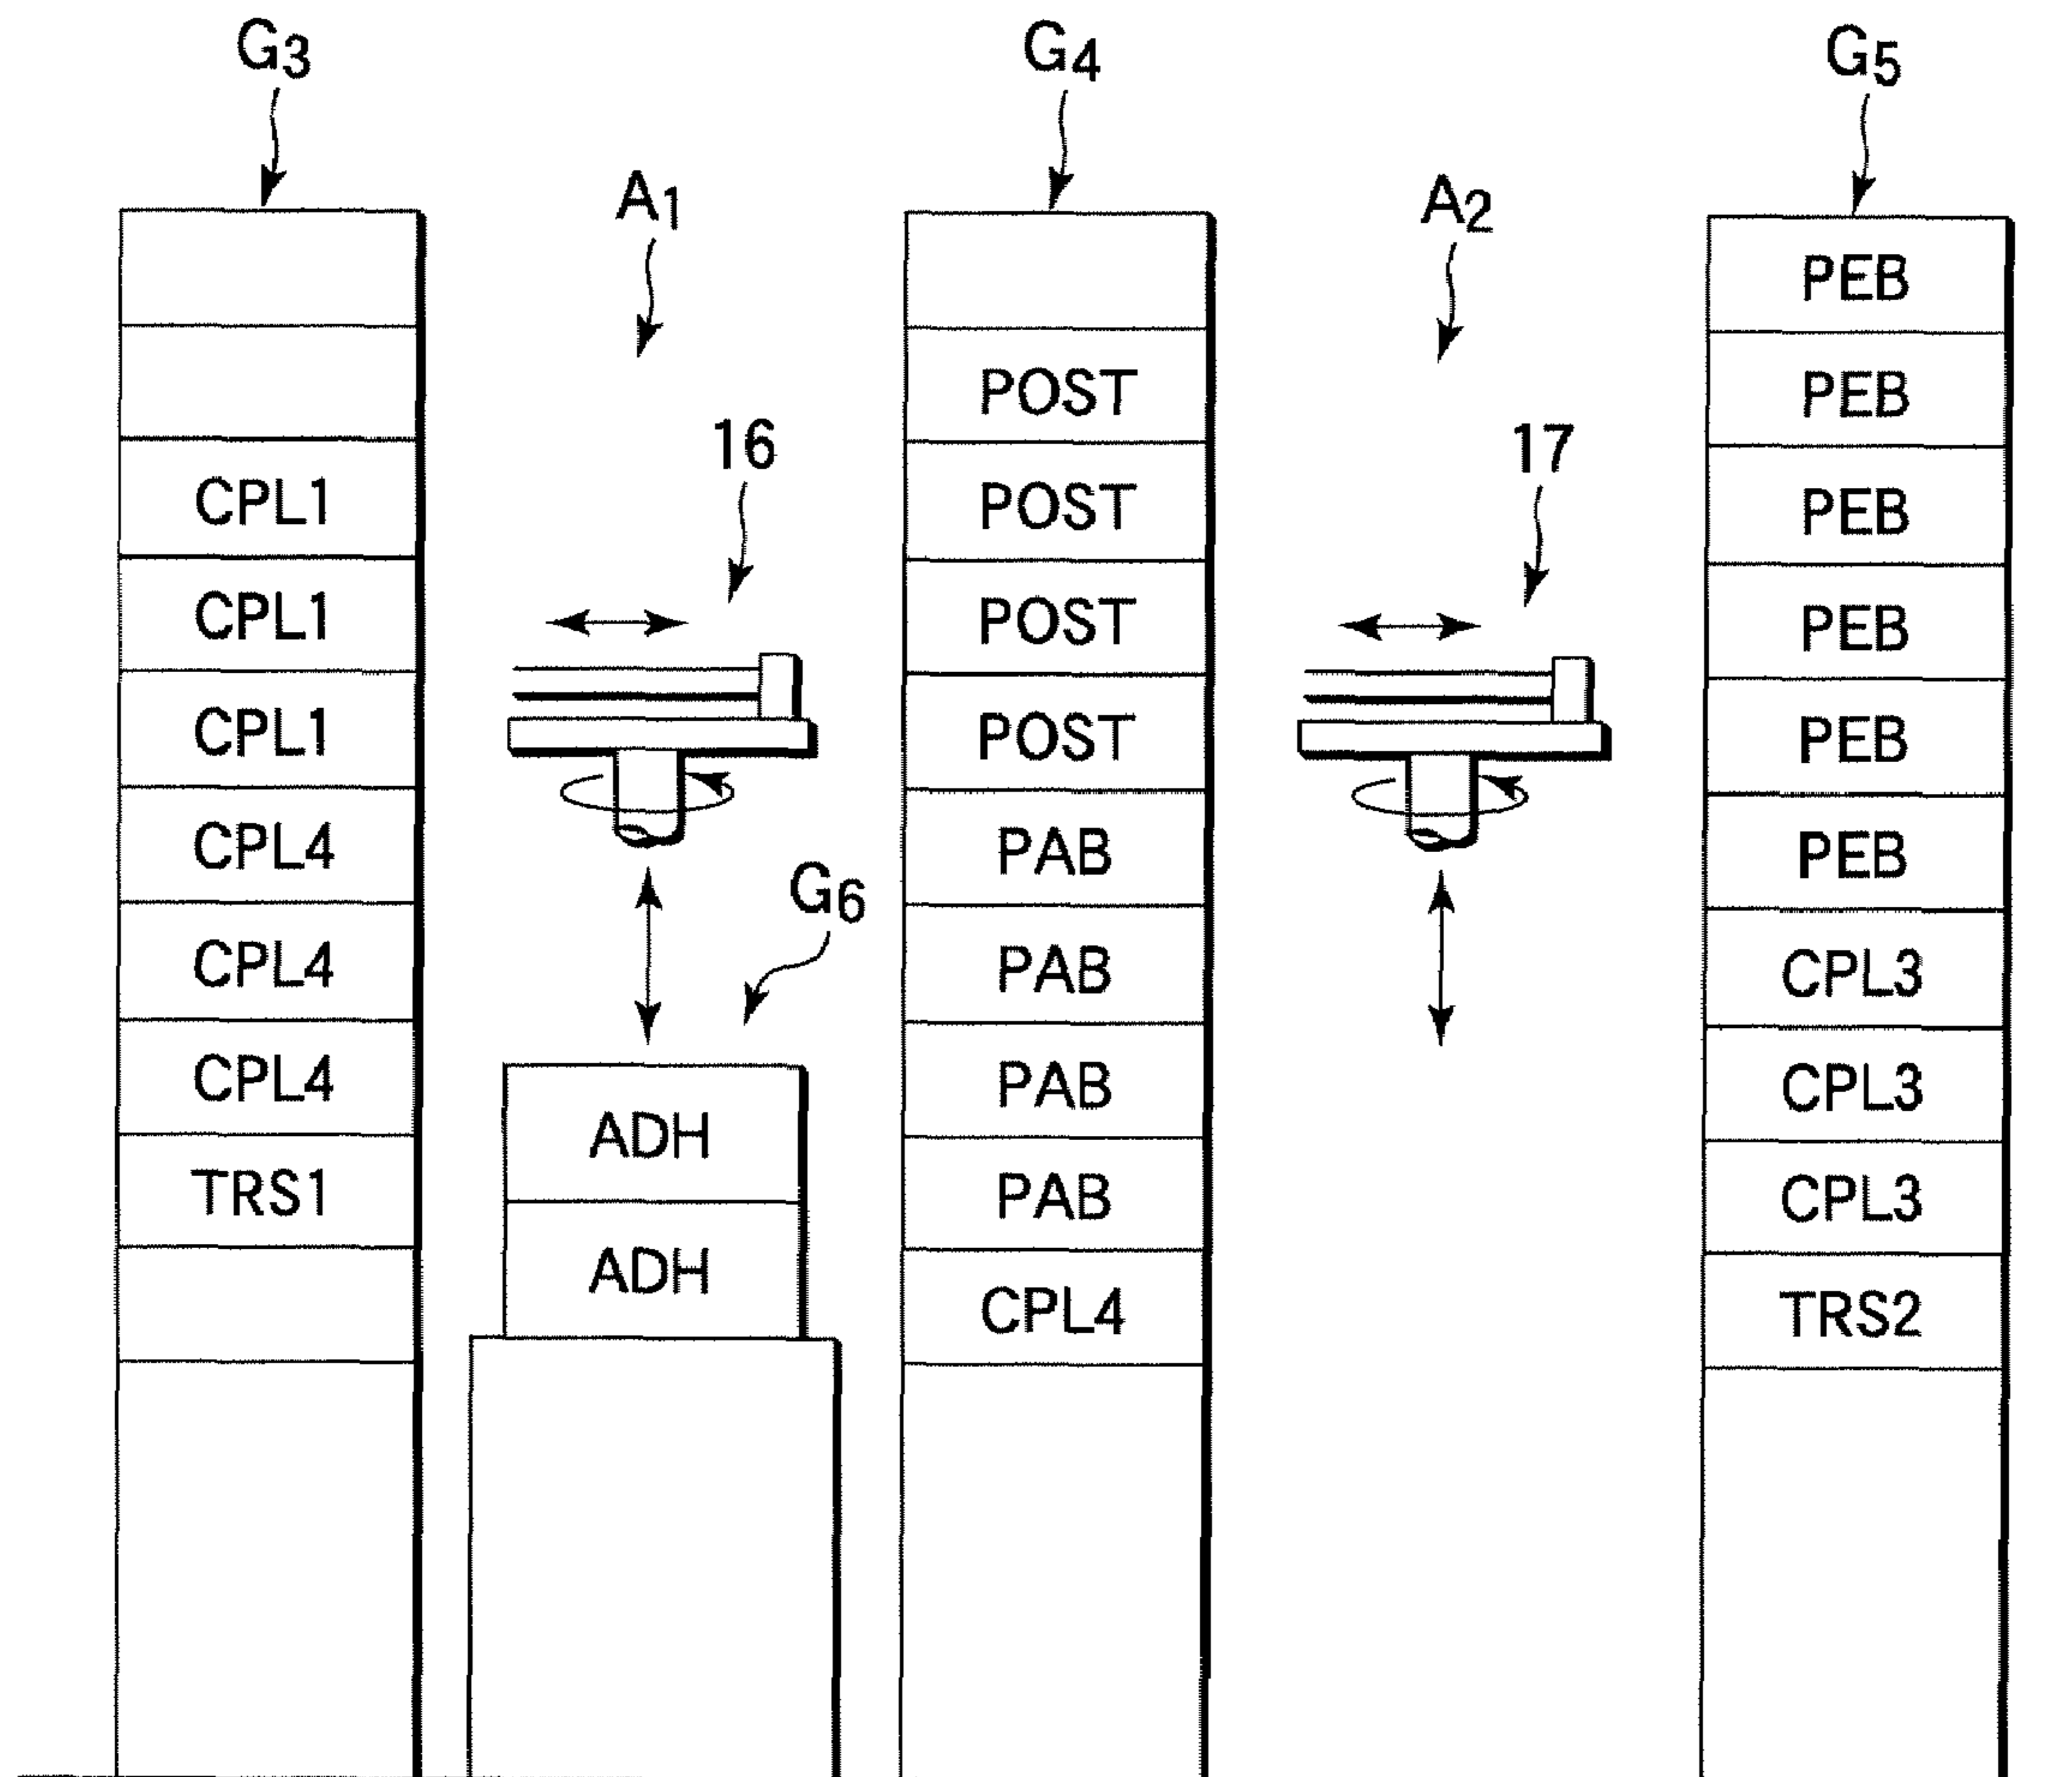 G3
A1
16
G6
G4
A2
17
G5
CPL1
CPL1
CPL1
CPL4
CPL4
CPL4
TRS1
ADH
ADH
POST
POST
POST
POST
PAB
PAB
PAB
PAB
CPL4
PEB
PEB
PEB
PEB
PEB
PEB
CPL3
CPL3
CPL3
TRS2